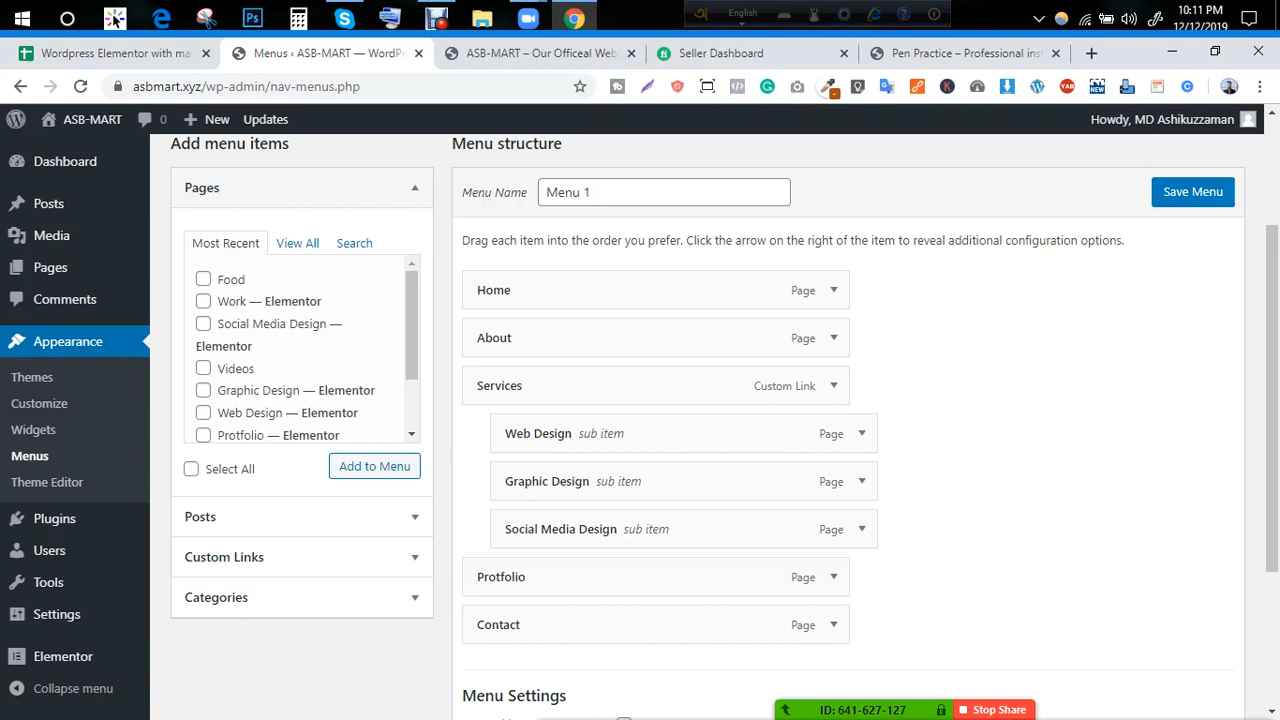 English
10:11 PM
12/12/2019
Wordpress Elementor with ma
Menus ‹ ASB-MART — WordPr
ASB-MART – Our Officeal Web
Seller Dashboard
Pen Practice – Professional inst
asbmart.xyz/wp-admin/nav-menus.php
ASB-MART
0
New
Updates
Howdy, MD Ashikuzzaman
Dashboard
Posts
Media
Pages
Comments
Appearance
Themes
Customize
Widgets
Menus
Theme Editor
Plugins
Users
Tools
Settings
Elementor
Collapse menu
Add menu items
Pages
Most Recent
View All
Search
Food
Work — Elementor
Social Media Design —
Elementor
Videos
Graphic Design — Elementor
Web Design — Elementor
Protfolio — Elementor
Select All
Add to Menu
Posts
Custom Links
Categories
Menu structure
Menu Name
Menu 1
Save Menu
Drag each item into the order you prefer. Click the arrow on the right of the item to reveal additional configuration options.
Home Page
About Page
Services Custom Link
Web Design sub item Page
Graphic Design sub item Page
Social Media Design sub item Page
Protfolio Page
Contact Page
Menu Settings
ID: 641-627-127
Stop Share